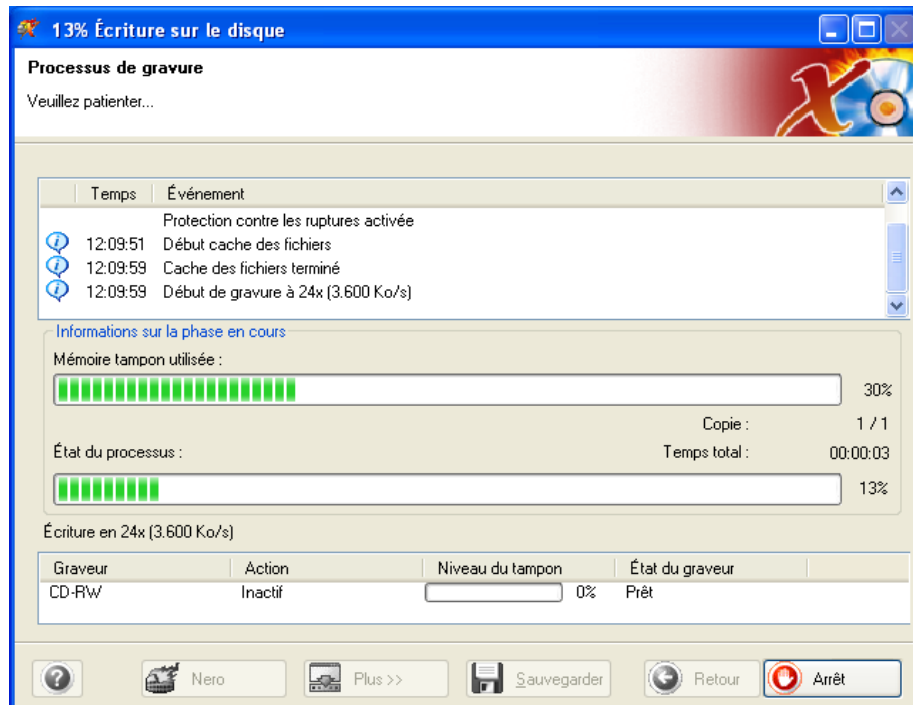 13% Écriture sur le disque
Processus de gravure
Veuillez patienter...
Temps Événement
Protection contre les ruptures activée
12:09:51 Début cache des fichiers
12:09:59 Cache des fichiers terminé
12:09:59 Début de gravure à 24x (3.600 Ko/s)
Informations sur la phase en cours
Mémoire tampon utilisée :
30%
Copie : 1 / 1
État du processus : Temps total : 00:00:03
13%
Écriture en 24x (3.600 Ko/s)
Graveur Action Niveau du tampon État du graveur
CD-RW Inactif 0% Prêt
Nero Plus >> Sauvegarder Retour Arrêt